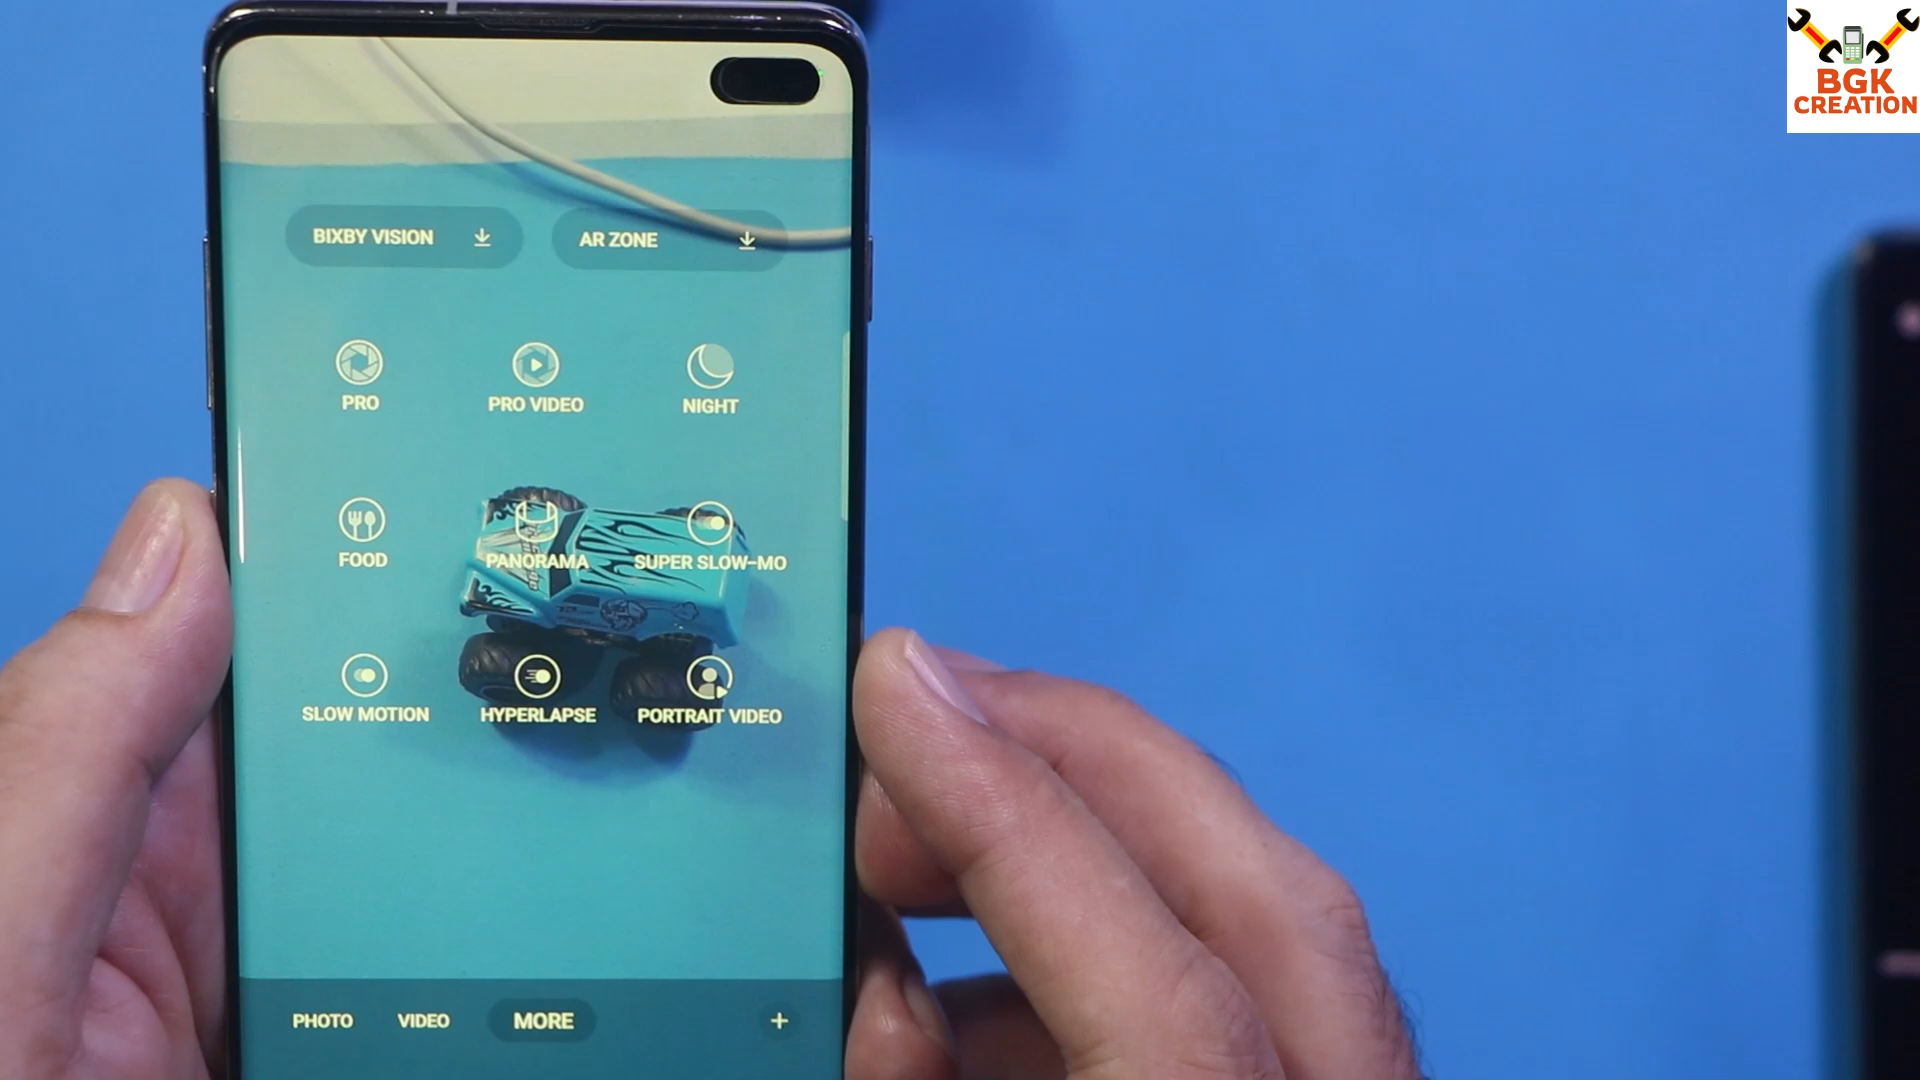 BGK
CREATION
BIXBY VISION
AR ZONE
PRO
PRO VIDEO
NIGHT
FOOD
PANORAMA
SUPER SLOW-MO
SLOW MOTION
HYPERLAPSE
PORTRAIT VIDEO
PHOTO
VIDEO
MORE
+